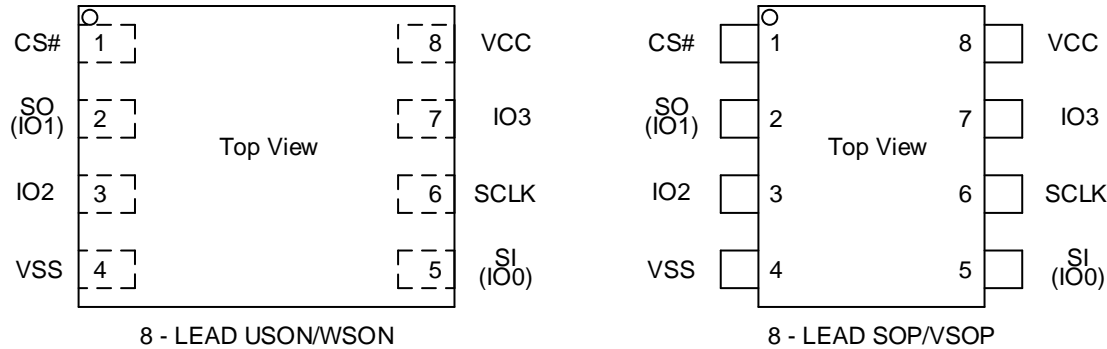 CS# 1 8 VCC
SO
(IO1) 2 7 IO3
Top View
IO2 3 6 SCLK
VSS 4 5 SI
(IO0)
8 - LEAD USON/WSON
CS# 1 8 VCC
SO
(IO1) 2 7 IO3
Top View
IO2 3 6 SCLK
VSS 4 5 SI
(IO0)
8 - LEAD SOP/VSOP